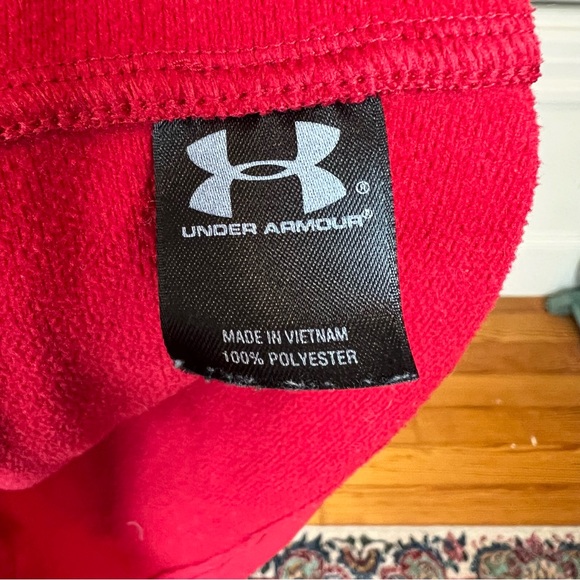 ®
UNDER ARMOUR®
MADE IN VIETNAM
100% POLYESTER